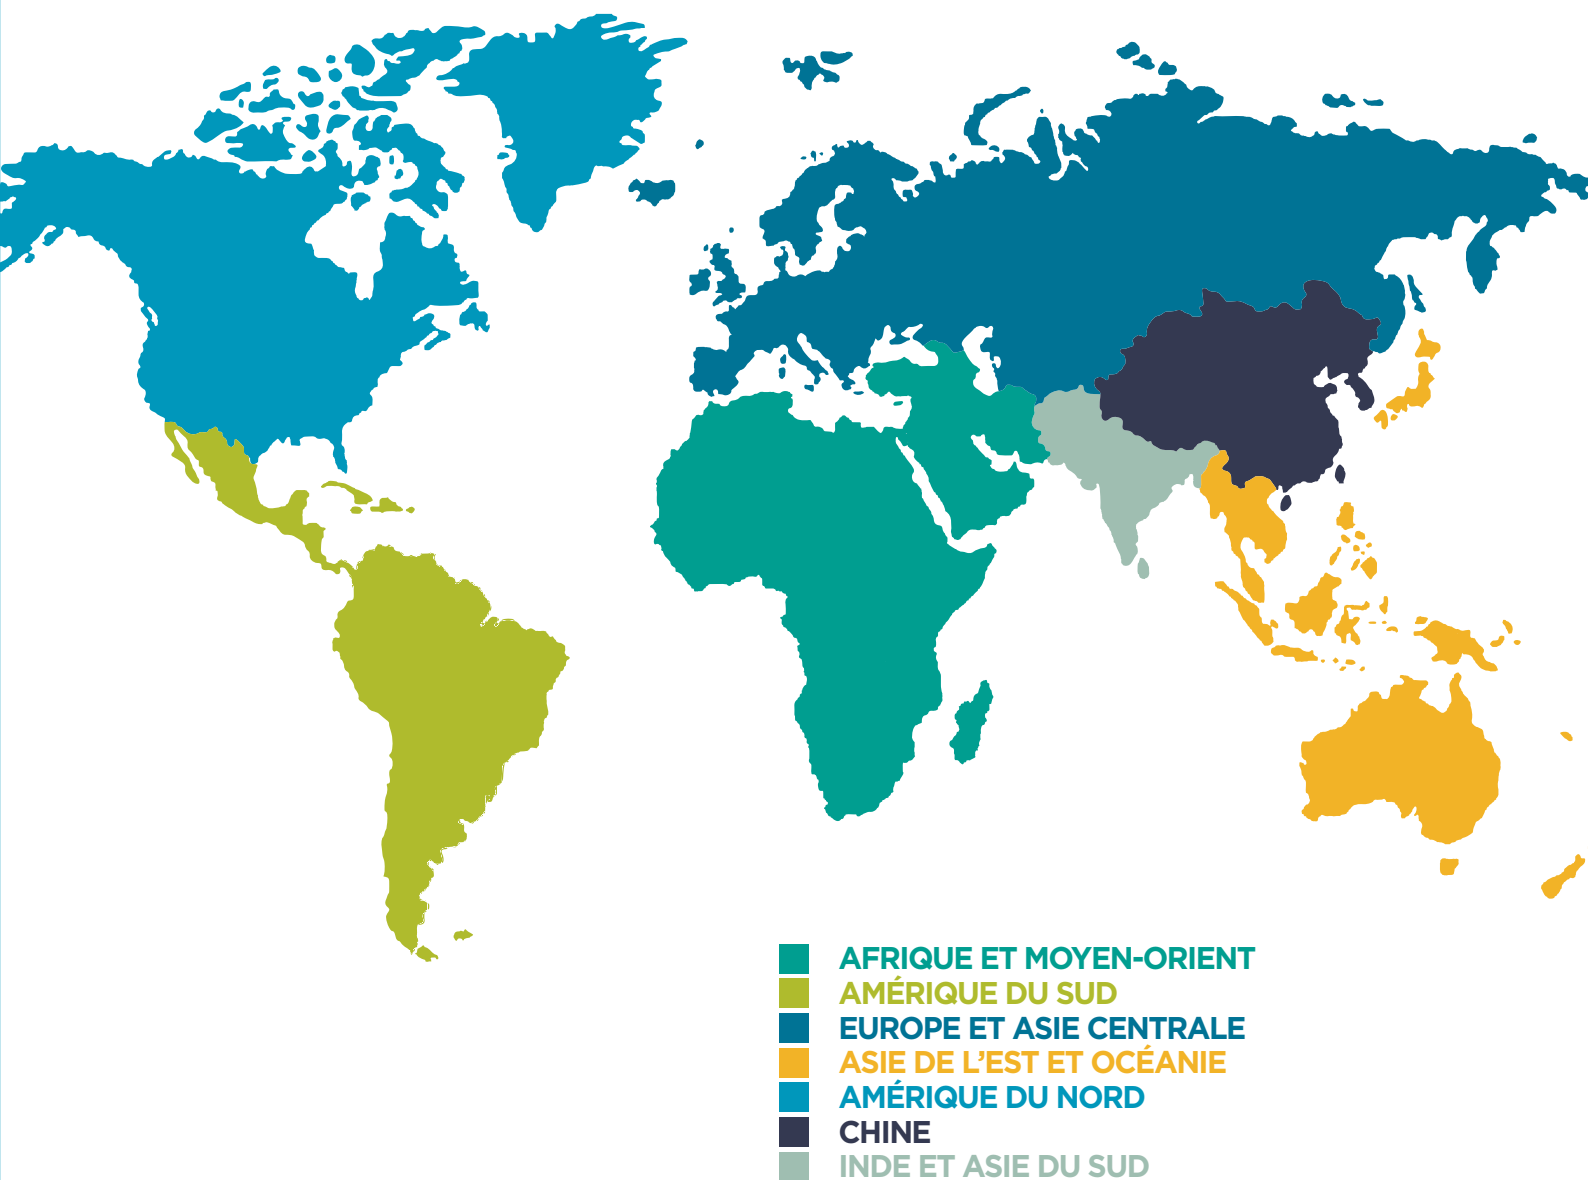 AFRIQUE ET MOYEN-ORIENT
AMÉRIQUE DU SUD
EUROPE ET ASIE CENTRALE
ASIE DE L’EST ET OCÉANIE
AMÉRIQUE DU NORD
CHINE
INDE ET ASIE DU SUD